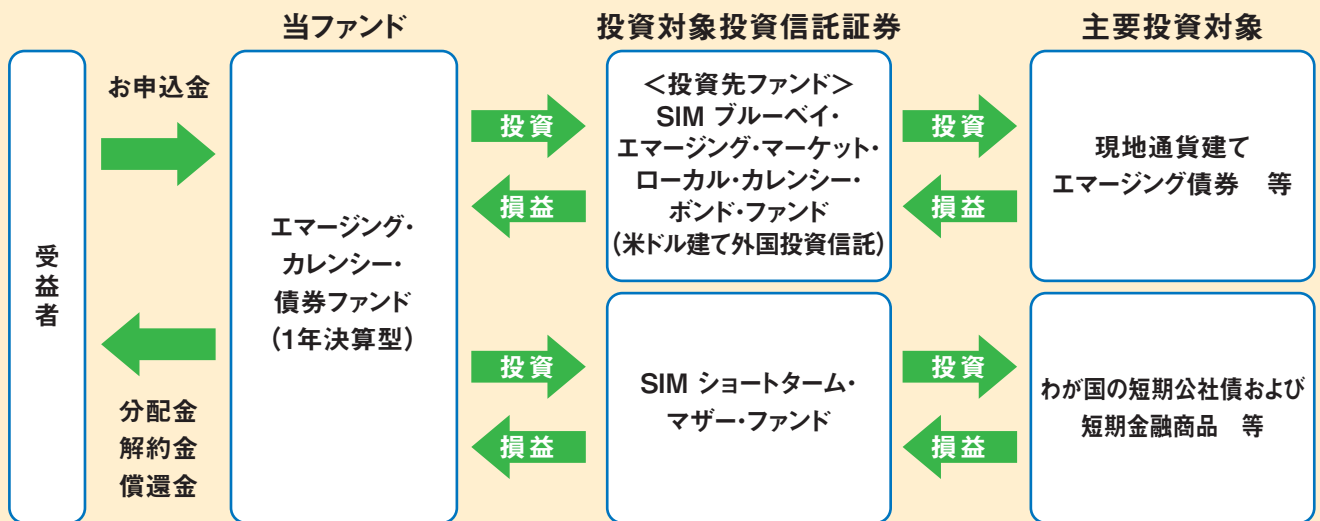 当ファンド
投資対象投資信託証券
主要投資対象
受益者
お申込金
分配金
解約金
償還金
エマージング・
カレンシー・
債券ファンド
(1年決算型)
投資
損益
＜投資先ファンド＞
SIM ブルーベイ・
エマージング・マーケット・
ローカル・カレンシー・
ボンド・ファンド
(米ドル建て外国投資信託)
投資
損益
現地通貨建て
エマージング債券　等
投資
損益
SIM ショートターム・
マザー・ファンド
投資
損益
わが国の短期公社債および
短期金融商品　等